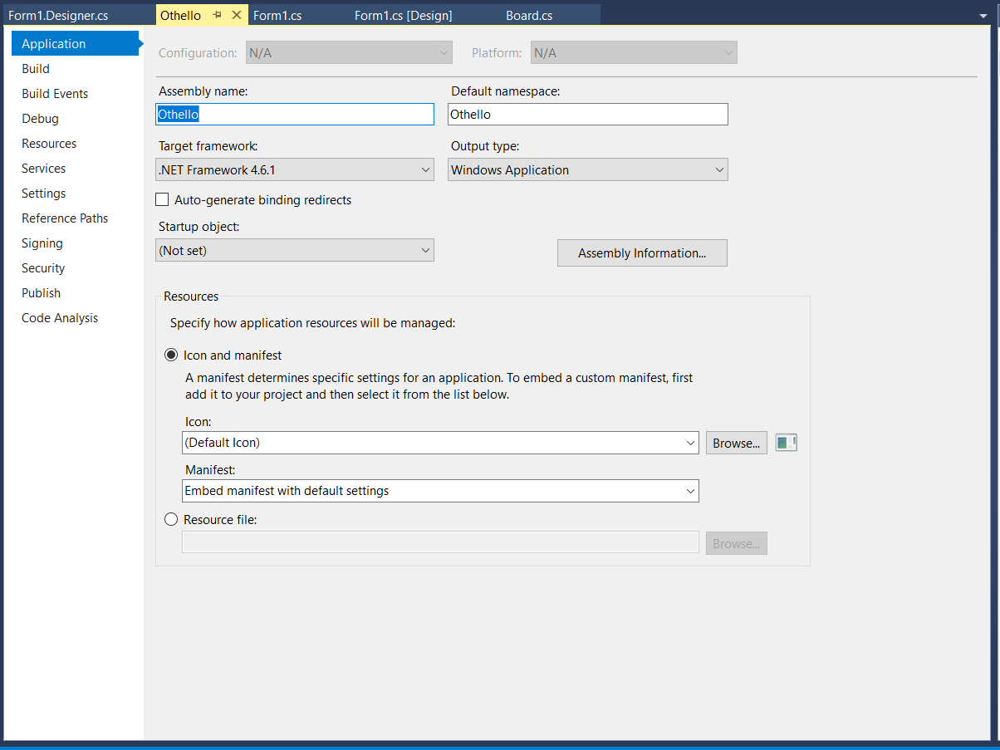 Form1.Designer.cs Othello Form1.cs Form1.cs [Design] Board.cs
Application
Build
Build Events
Debug
Resources
Services
Settings
Reference Paths
Signing
Security
Publish
Code Analysis
Configuration: N/A Platform: N/A
Assembly name: Default namespace:
Othello Othello
Target framework: Output type:
.NET Framework 4.6.1 Windows Application
Auto-generate binding redirects
Startup object:
(Not set) Assembly Information...
Resources
Specify how application resources will be managed:
Icon and manifest
A manifest determines specific settings for an application. To embed a custom manifest, first
add it to your project and then select it from the list below.
Icon:
(Default Icon) Browse...
Manifest:
Embed manifest with default settings
Resource file:
Browse...